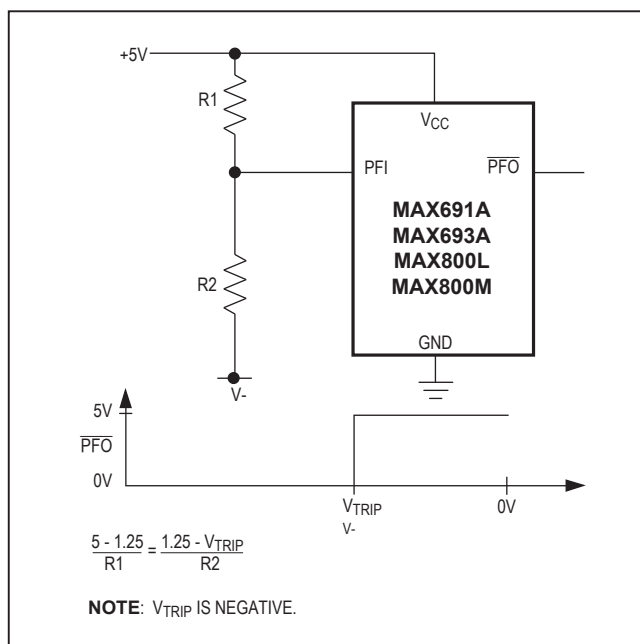 +5V
R1
VCC
PFI
PFO
MAX691A
MAX693A
MAX800L
MAX800M
R2
GND
V-
5V
PFO
0V
VTRIP
V-
0V
5 - 1.25 / R1 = 1.25 - VTRIP / R2
NOTE: VTRIP IS NEGATIVE.